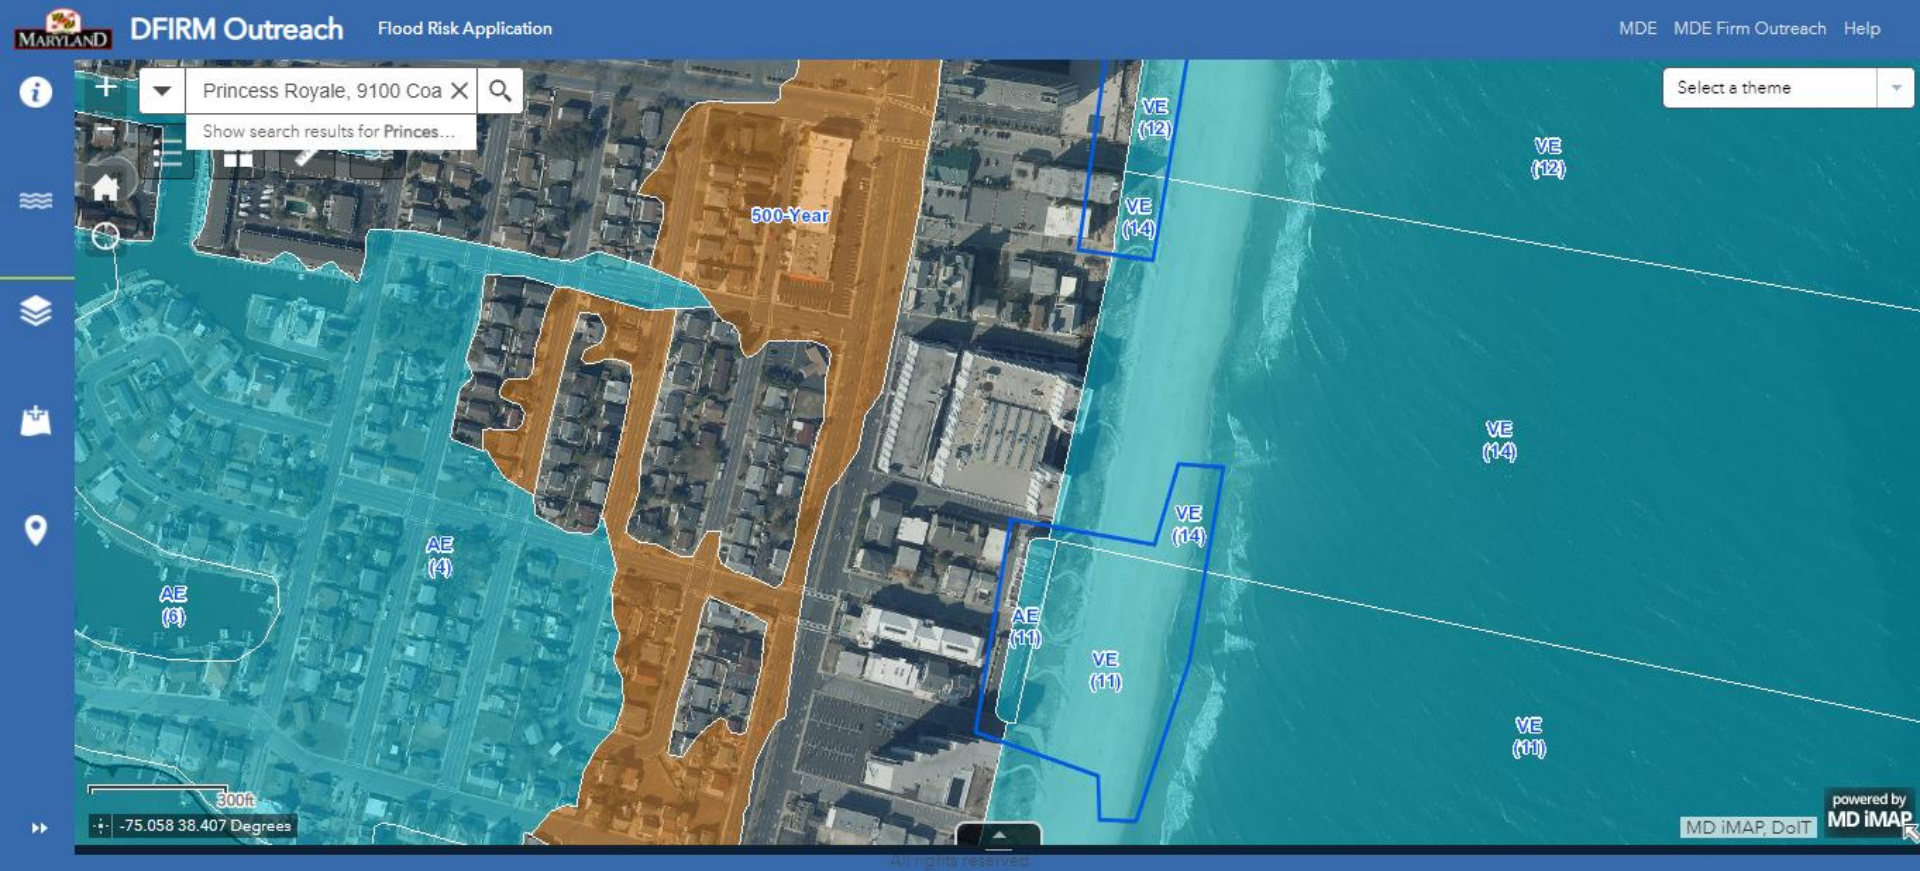 MARYLAND
DFIRM Outreach
Flood Risk Application
MDE
MDE Firm Outreach
Help
Princess Royale, 9100 Coa
Show search results for Princes...
Select a theme
VE
(12)
VE
(12)
VE
(14)
500-Year
VE
(14)
VE
(14)
AE
(4)
AE
(6)
AE
(11)
VE
(11)
VE
(11)
300ft
-75.058 38.407 Degrees
MD iMAP, DoIT
powered by
MD iMAP
All rights reserved